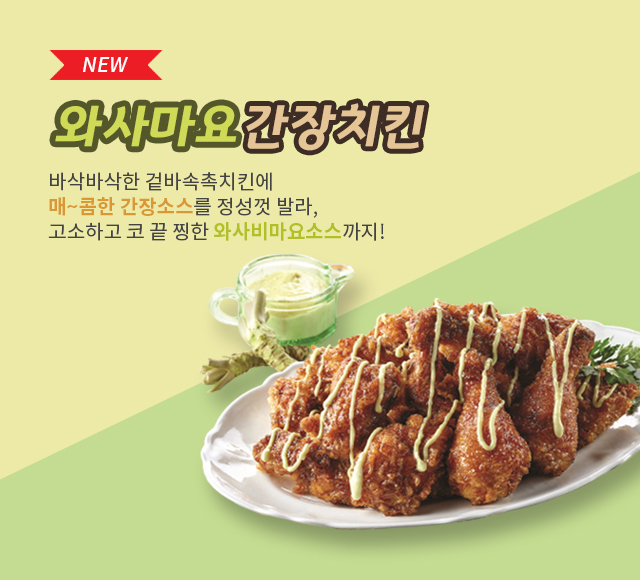 NEW
와사마요간장치킨
바삭바삭한 겉바속촉치킨에
매~콤한 간장소스를 정성껏 발라,
고소하고 코 끝 찡한 와사비마요소스까지!